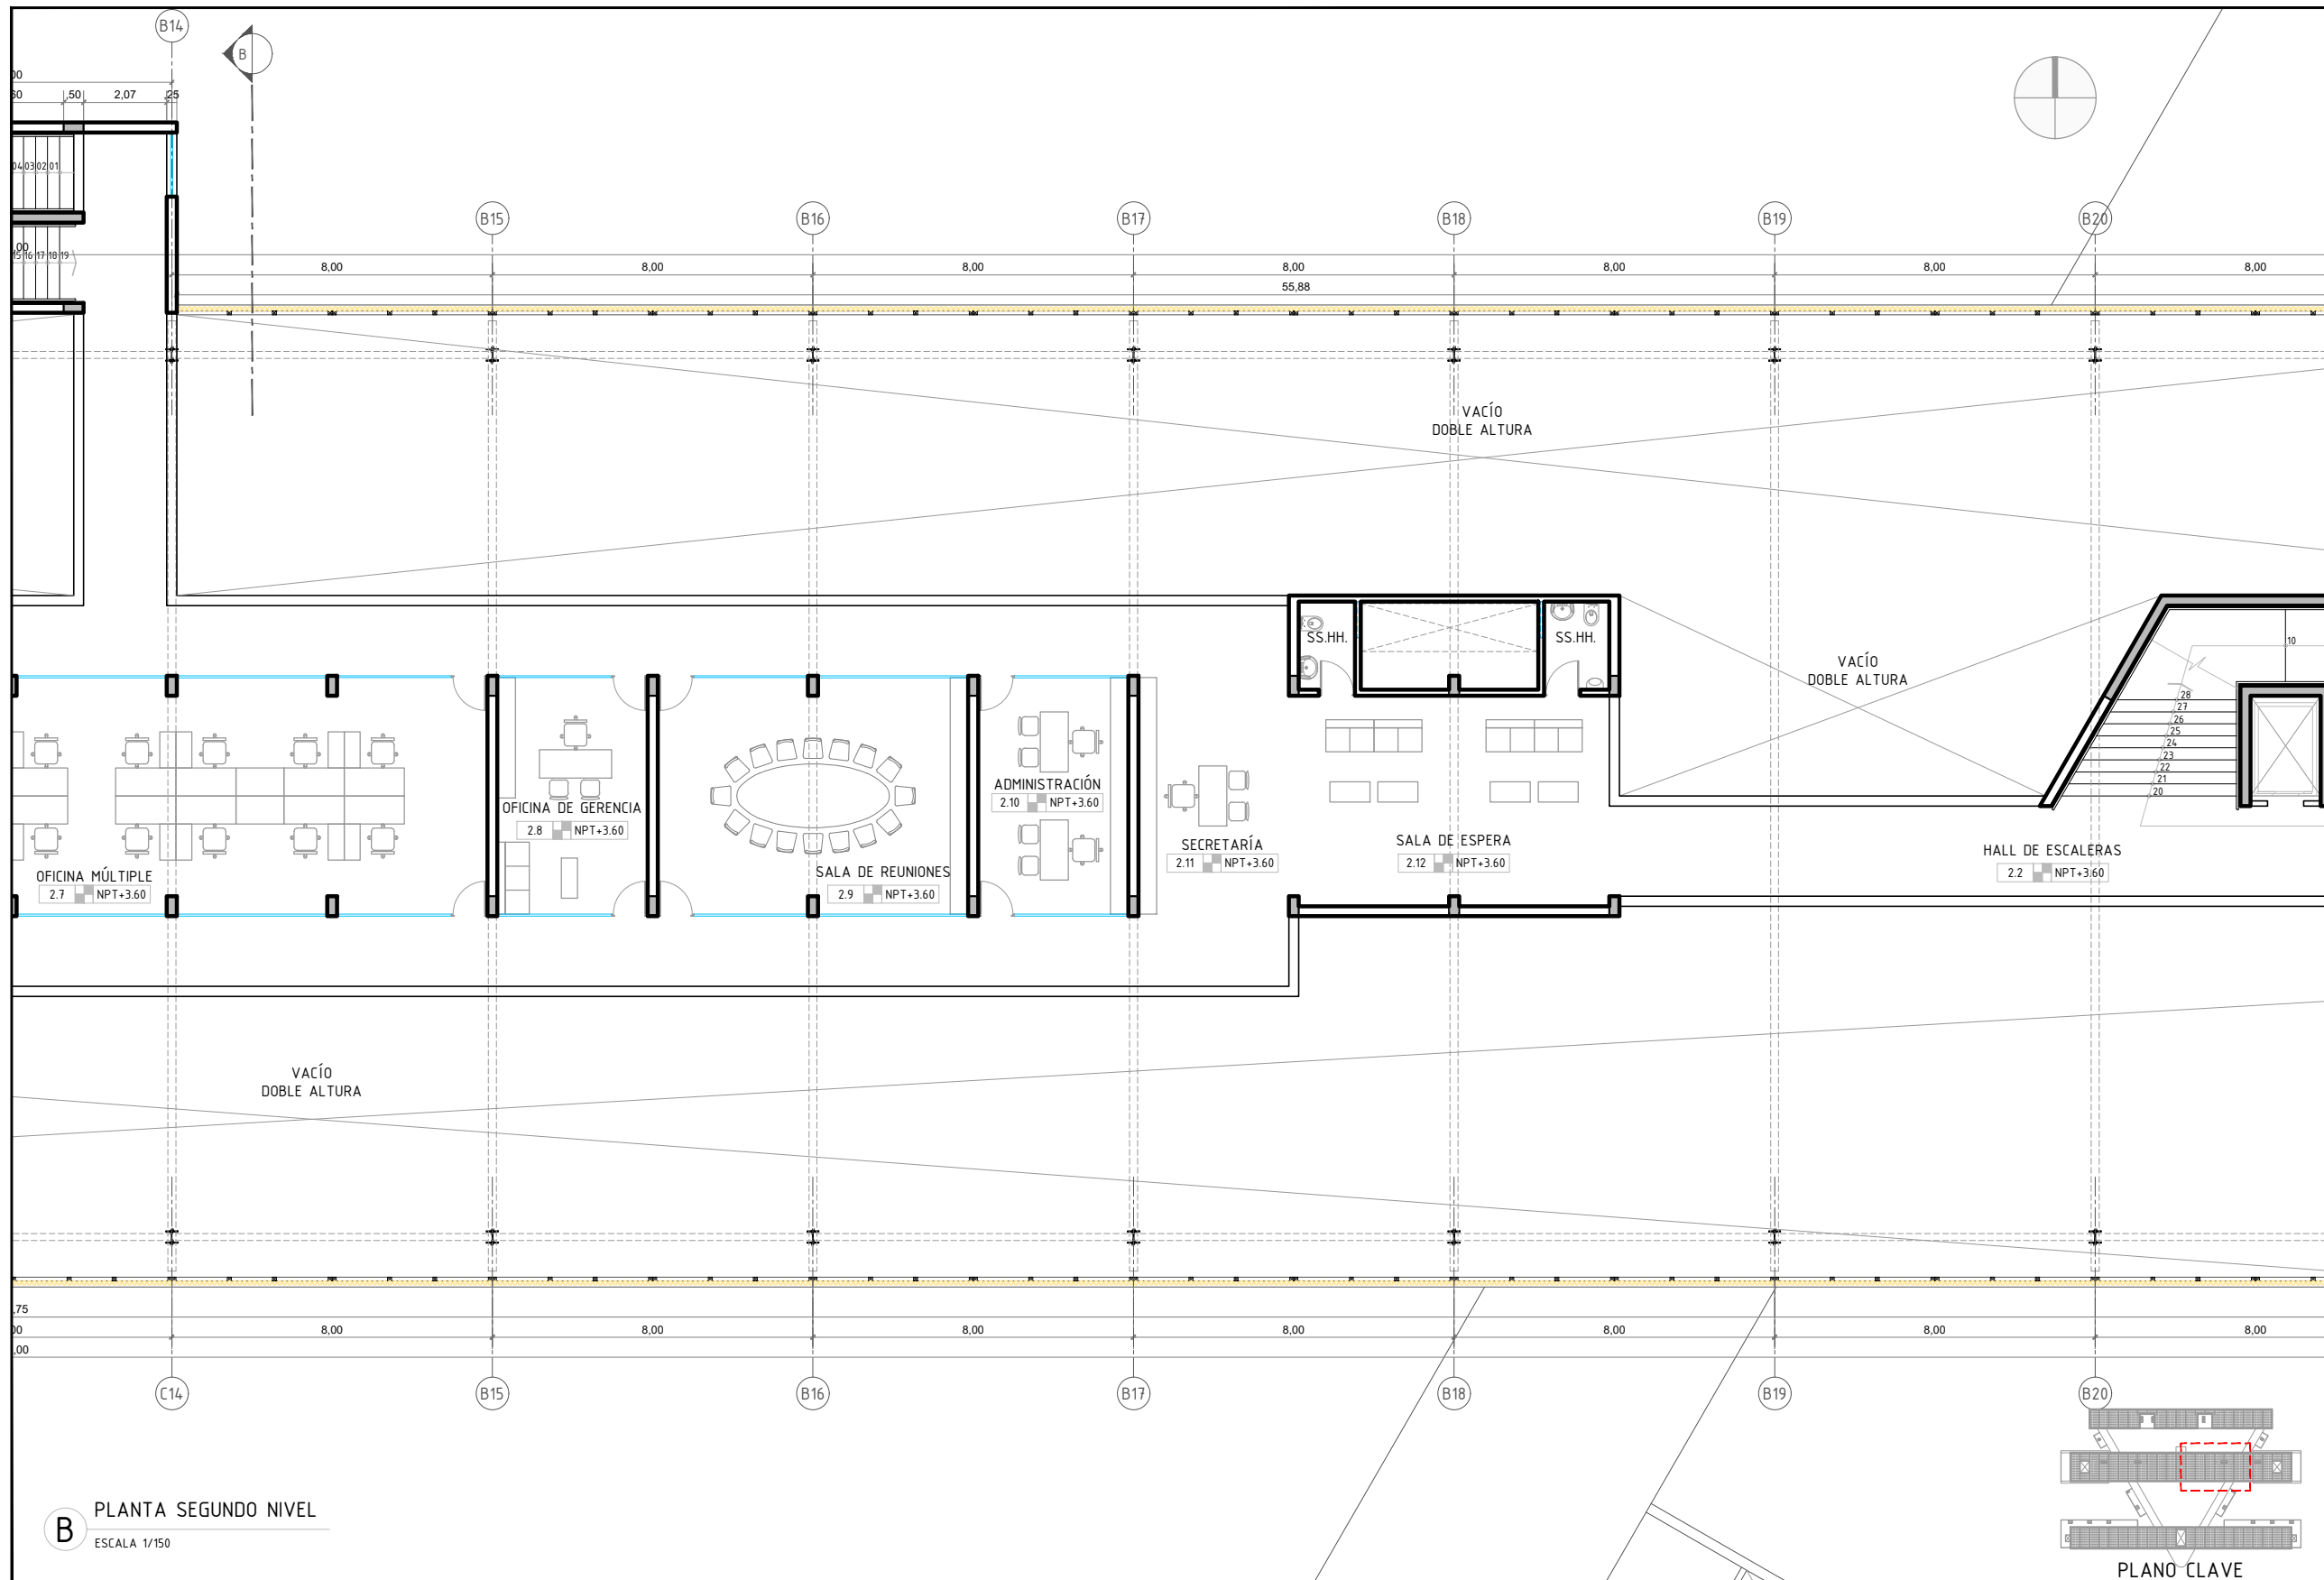 B14
B
00
60 ,50 2,07 ,25
04 03 02 01
B15 B16 B17 B18 B19 B20
,00
15 16 17 18 19
8,00 8,00 8,00 8,00 8,00 8,00 8,00
55,88
VACÍO
DOBLE ALTURA
SS.HH. SS.HH.
VACÍO
DOBLE ALTURA
10
28
27
26
25
24
23
22
21
20
OFICINA MÚLTIPLE
2.7 NPT+3.60
OFICINA DE GERENCIA
2.8 NPT+3.60
SALA DE REUNIONES
2.9 NPT+3.60
ADMINISTRACIÓN
2.10 NPT+3.60
SECRETARÍA
2.11 NPT+3.60
SALA DE ESPERA
2.12 NPT+3.60
HALL DE ESCALERAS
2.2 NPT+3.60
VACÍO
DOBLE ALTURA
,75
00 8,00 8,00 8,00 8,00 8,00 8,00 8,00
,00
C14 B15 B16 B17 B18 B19 B20
B PLANTA SEGUNDO NIVEL
ESCALA 1/150
PLANO CLAVE